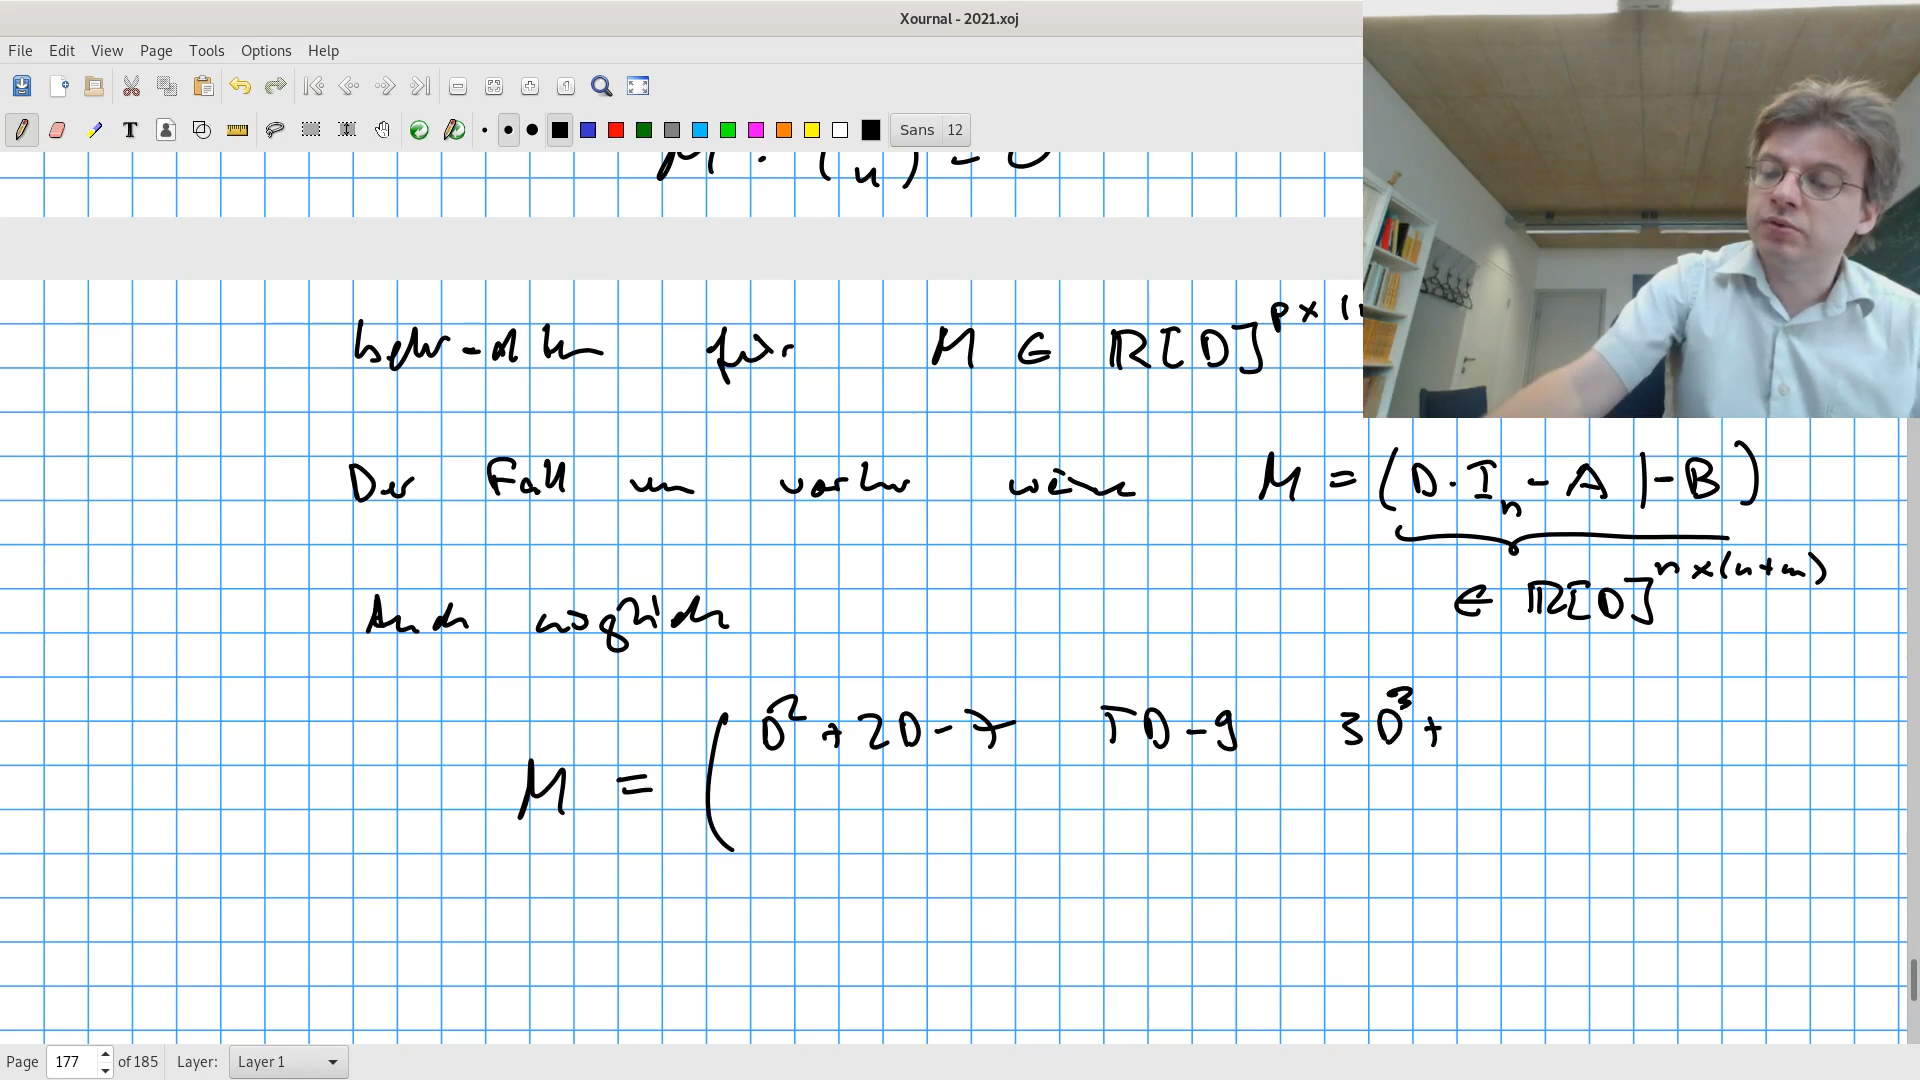 Xournal - 2021.xoj
File Edit View Page Tools Options Help
Sans 12
betrachten für M ∈ ℝ[D]^{p×(n
Der Fall von vorher wäre M = (D·I_n - A | -B)
∈ ℝ[D]^{n×(n+m)}
Auch möglich
M = ( D²+2D-7 5D-9 3D³+
Page 177 of 185 Layer: Layer 1